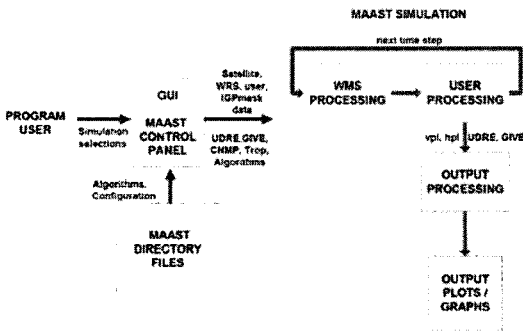 MAAST SIMULATION
next time step
PROGRAM
USER
Simulation
selections
GUI
MAAST
CONTROL
PANEL
Satellite,
WRS, user,
IGPmask
data
UDRE, GIVE,
CNMP, Trop,
Algorithms
WMS
PROCESSING
USER
PROCESSING
vpl, hpl
UDRE, GIVE
Algorithms,
Configuration
MAAST
DIRECTORY
FILES
OUTPUT
PROCESSING
OUTPUT
PLOTS /
GRAPHS